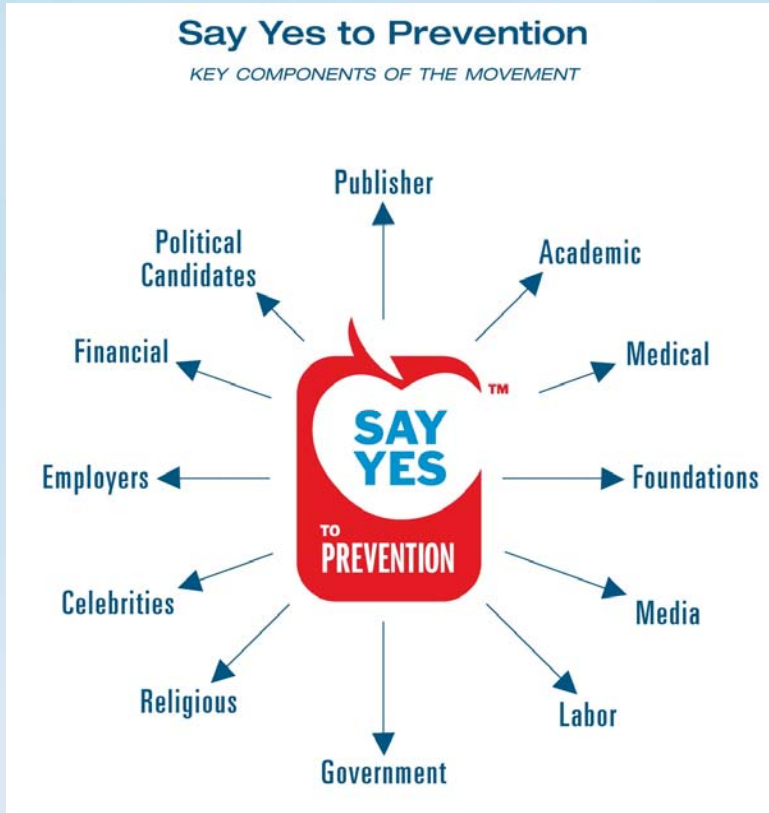 Say Yes to Prevention
KEY COMPONENTS OF THE MOVEMENT
Publisher
Academic
Medical
Foundations
Media
Labor
Government
Religious
Celebrities
Employers
Financial
Political
Candidates
SAY
YES
™
TO
PREVENTION